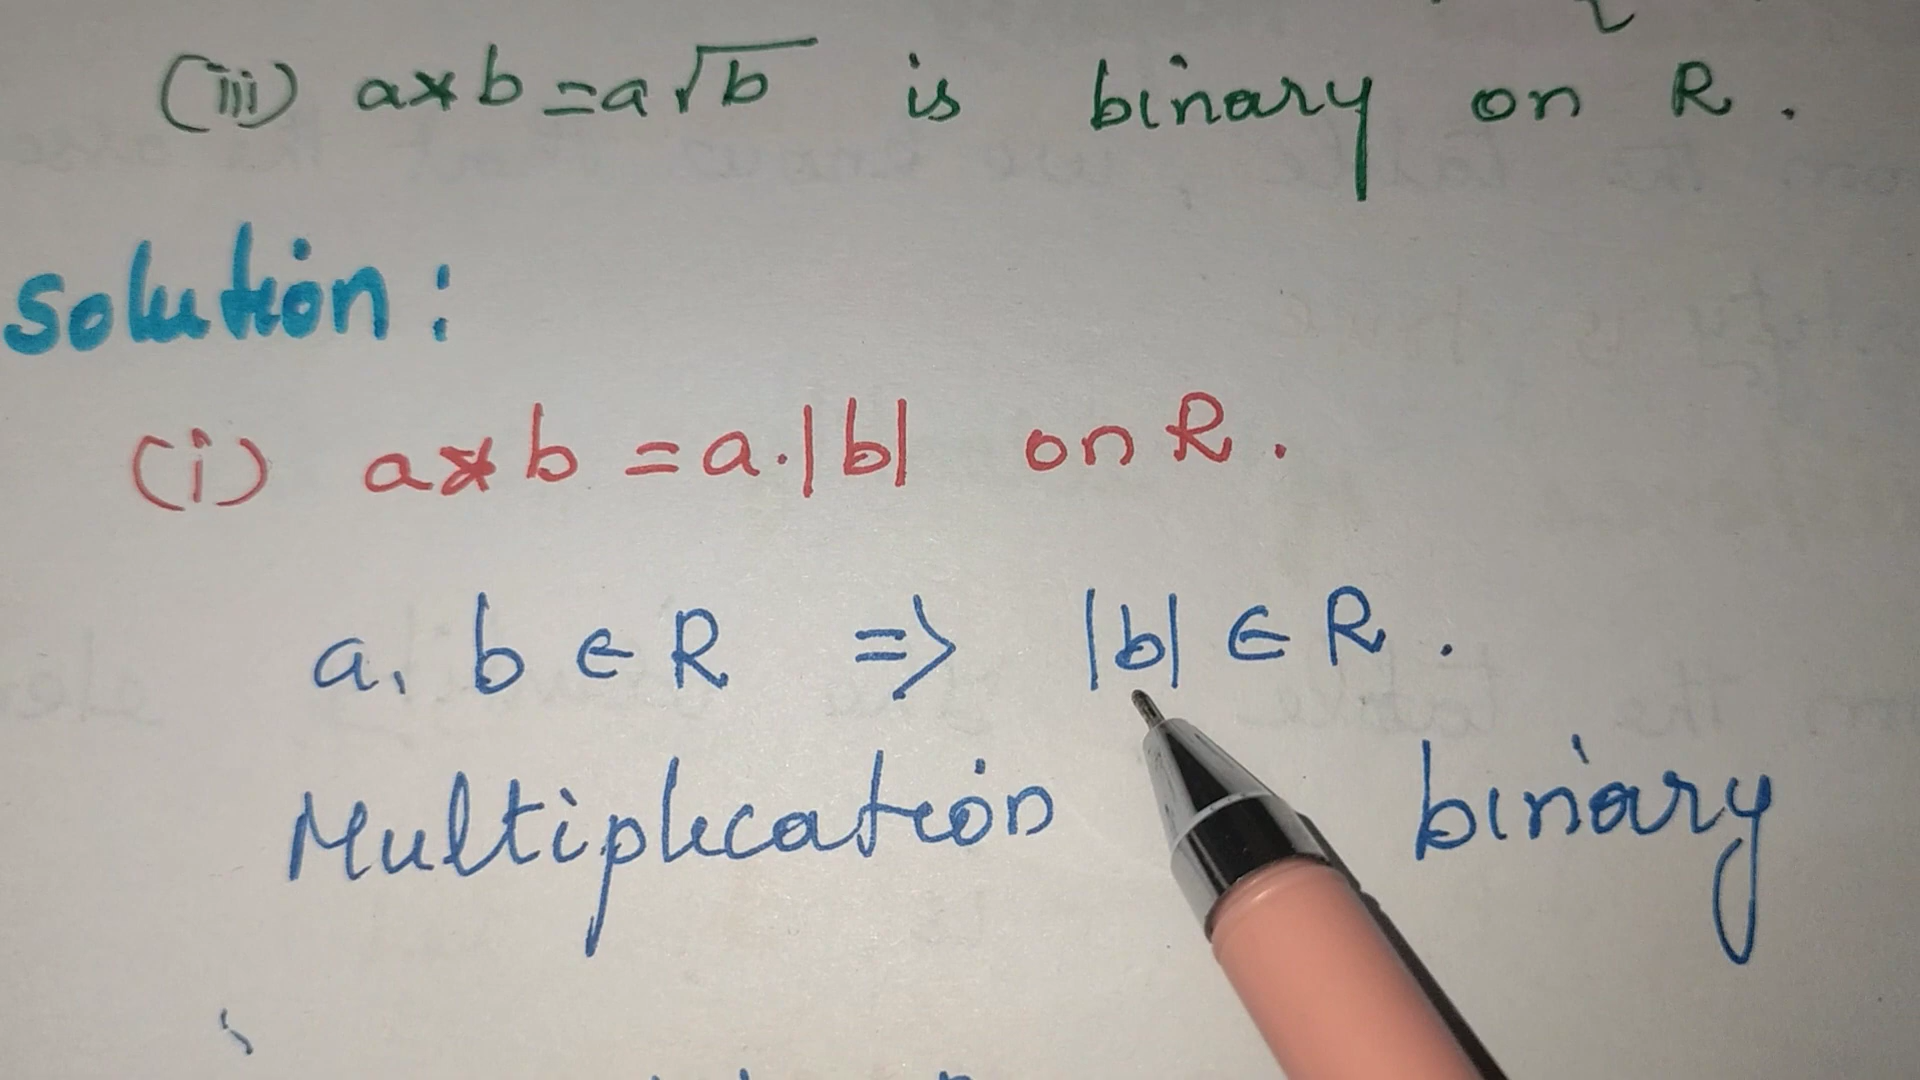 (iii) a*b = a√b is binary on R.
Solution:
(i) a*b = a.|b| on R.
a, b ∈ R => |b| ∈ R.
Multiplication binary